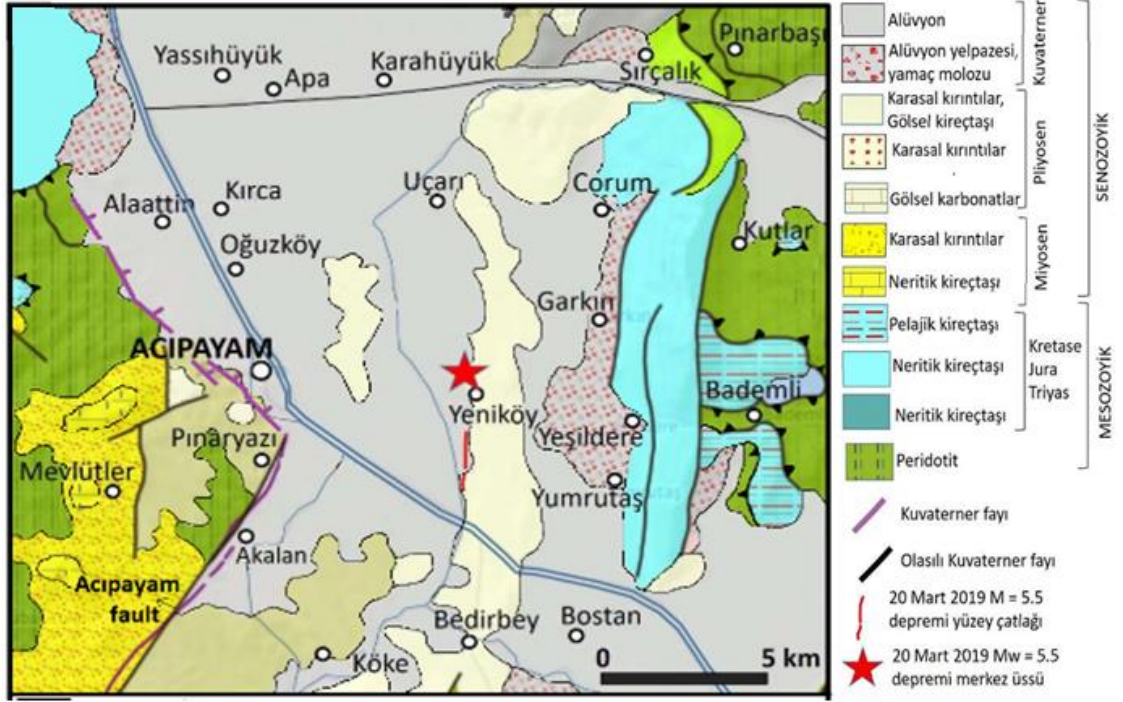 Yassıhüyük
Apa
Karahüyük
Sırçalık
Pınarbaşı
Alaattin
Kırca
Uçarı
Corum
Oğuzköy
Kutlar
Garkın
ACIPAYAM
Yeniköy
Bademli
Pınaryazı
Yeşildere
Mevlütler
Yumrutaş
Akalan
Acıpayam
fault
Bedirbey
Bostan
Köke
0 5 km
Alüvyon
Alüvyon yelpazesi,
yamaç molozu
Kuvaterner
Karasal kırıntılar,
Gölsel kireçtaşı
Karasal kırıntılar
Gölsel karbonatlar
Pliyosen
Karasal kırıntılar
Neritik kireçtaşı
Miyosen
SENOZOYİK
Pelajik kireçtaşı
Neritik kireçtaşı
Neritik kireçtaşı
Kretase
Jura
Triyas
Peridotit
MESOZOYİK
Kuvaterner fayı
Olasılı Kuvaterner fayı
20 Mart 2019 M = 5.5
depremi yüzey çatlağı
20 Mart 2019 Mw = 5.5
depremi merkez üssü